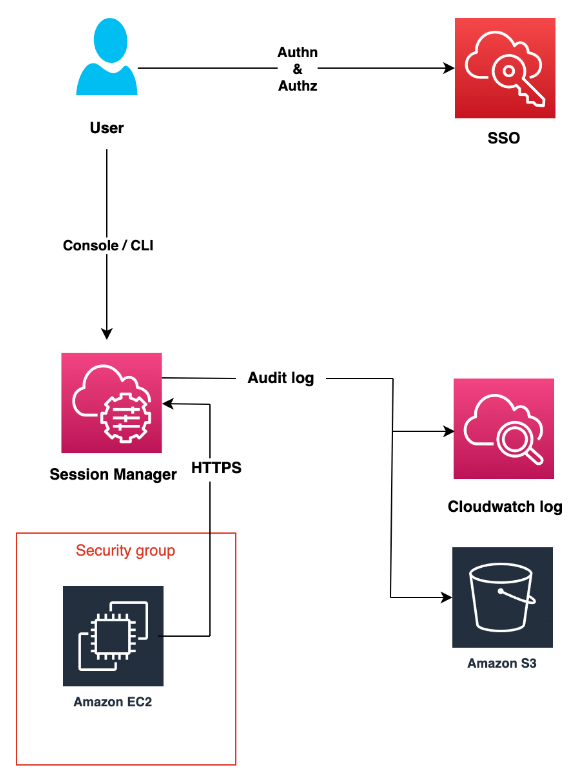 Authn
&
Authz
User
SSO
Console / CLI
Audit log
Session Manager
HTTPS
Cloudwatch log
Security group
Amazon EC2
Amazon S3